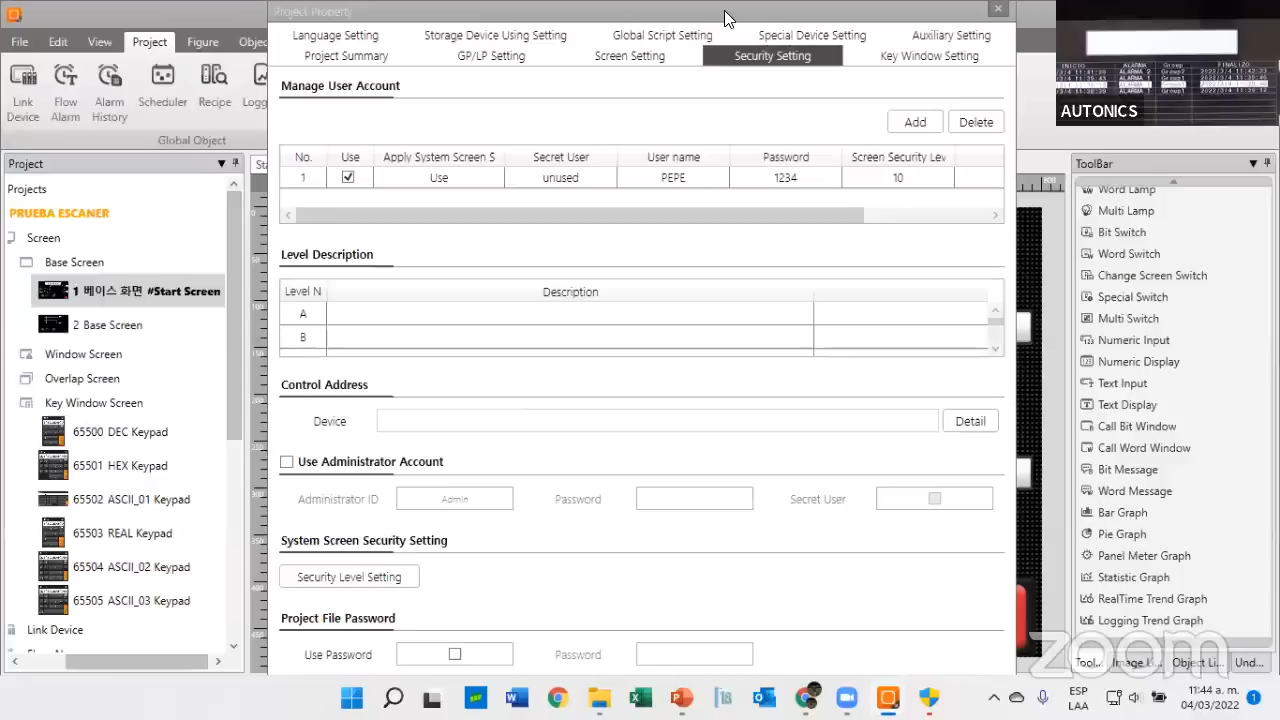 Project Property
File Edit View Project Figure Object
Language Setting Storage Device Using Setting Global Script Setting Special Device Setting Auxiliary Setting
Project Summary GP/LP Setting Screen Setting Security Setting Key Window Setting
Link Device
Flow Alarm
Alarm History
Scheduler
Recipe
Global Object
AUTONICS
Manage User Account
Add Delete
No. Use Apply System Screen S Secret User User name Password Screen Security Lev
1 Use unused PEPE 1234 10
Level Description
Level N Description
A
B
Control Address
Device Detail
Use Administrator Account
Administrator ID Admin Password Secret User
System Screen Security Setting
Security Level Setting
Project File Password
Use Password Password
Project
Projects
PRUEBA ESCANER
Screen
Base Screen
1 베이스 화면 #Start Screen
2 Base Screen
Window Screen
Overlap Screen
Key Window Screen
65500 DEC Keypad
65501 HEX Keypad
65502 ASCII_01 Keypad
65503 REAL Keypad
65504 ASCII_02 Keypad
65505 ASCII_03 Keypad
Link Device
ToolBar
Word Lamp
Multi Lamp
Bit Switch
Word Switch
Change Screen Switch
Special Switch
Multi Switch
Numeric Input
Numeric Display
Text Input
Text Display
Call Bit Window
Call Word Window
Bit Message
Word Message
Bar Graph
Pie Graph
Panel Meter Graph
Statistic Graph
RealTime Trend Graph
Logging Trend Graph
Tool... Image Li... Object Li... Und...
zoom
ESP
LAA
11:44 a. m.
04/03/2022